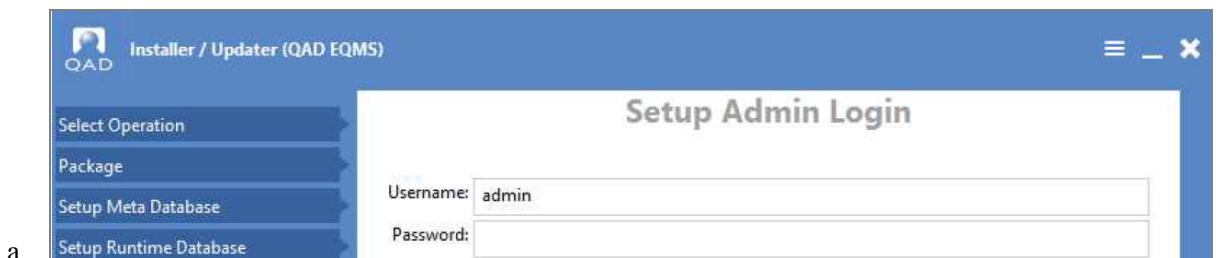 QAD
Installer / Updater (QAD EQMS)
Setup Admin Login
Select Operation
Package
Setup Meta Database
Setup Runtime Database
Username: admin
Password:
a